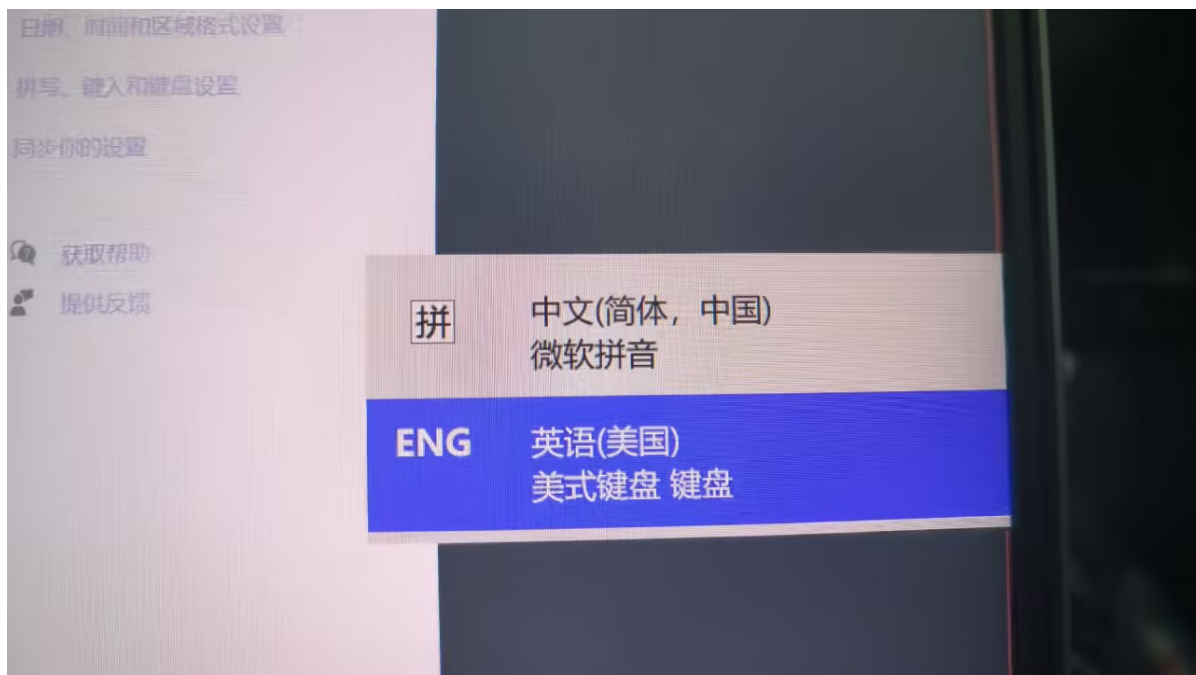 日期、时间和区域格式设置
拼写、键入和键盘设置
同步你的设置
获取帮助
提供反馈
拼
中文(简体，中国)
微软拼音
ENG
英语(美国)
美式键盘 键盘